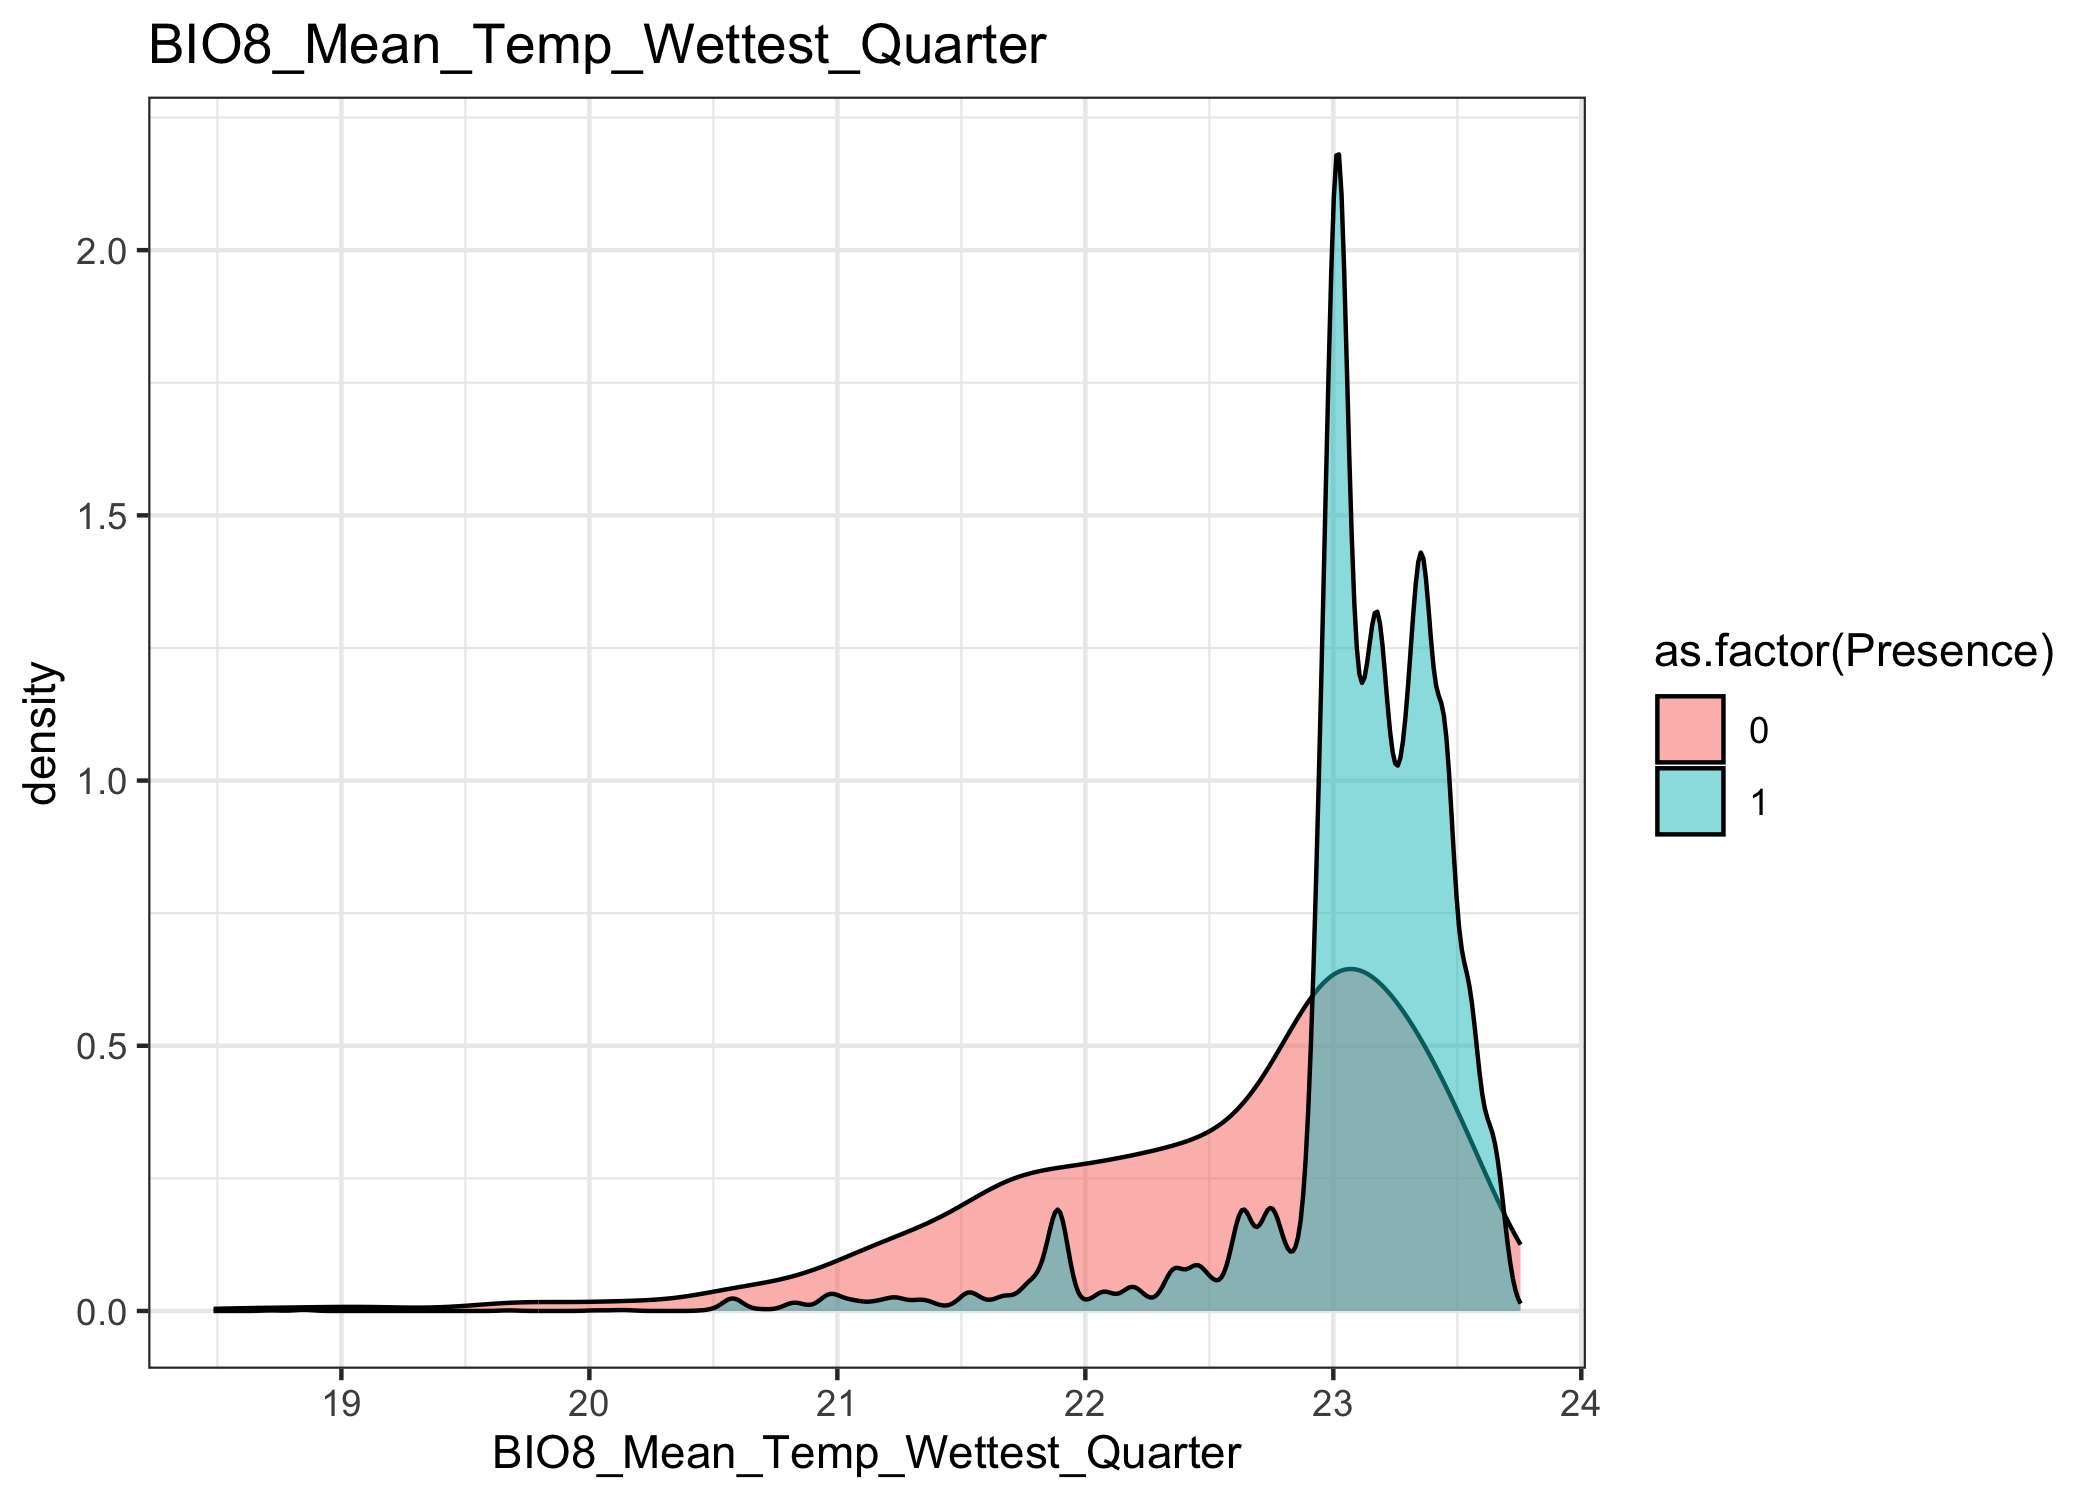 BIO8_Mean_Temp_Wettest_Quarter
2.0
1.5
1.0
0.5
0.0
density
19 20 21 22 23 24
BIO8_Mean_Temp_Wettest_Quarter
as.factor(Presence)
0
1